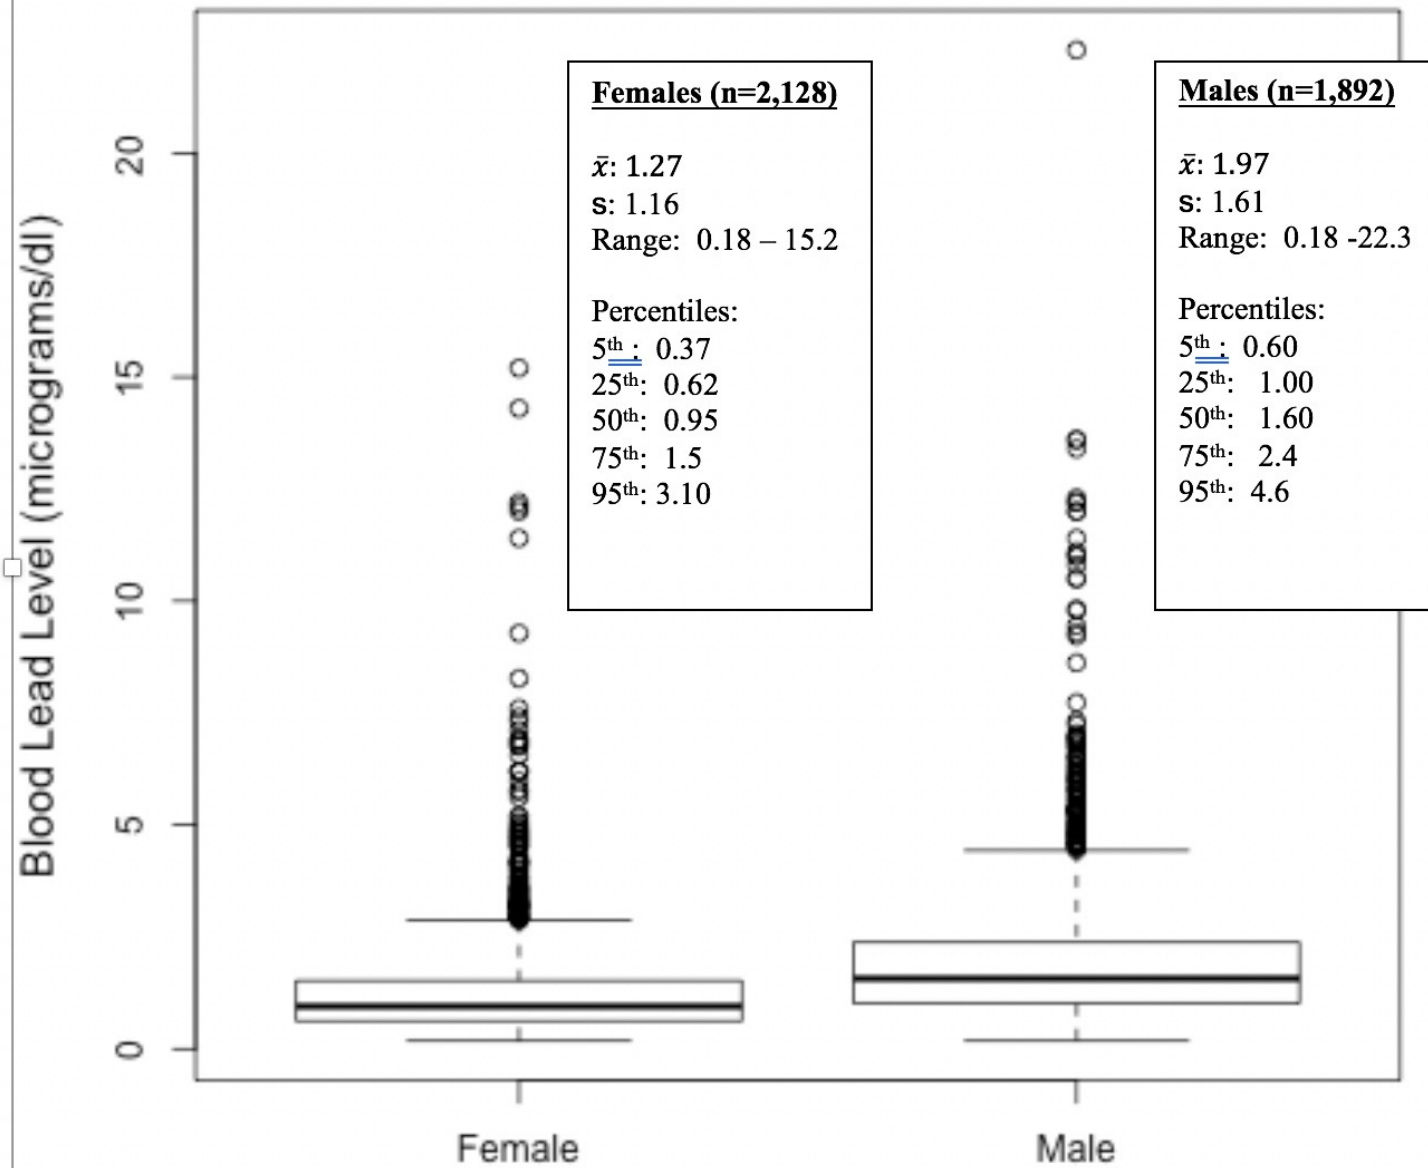 Blood Lead Level (micrograms/dl)
20
15
10
5
0
Female
Male
Females (n=2,128)
x̄: 1.27
s: 1.16
Range:  0.18 – 15.2
Percentiles:
5th :  0.37
25th:  0.62
50th:  0.95
75th:  1.5
95th: 3.10
Males (n=1,892)
x̄: 1.97
s: 1.61
Range:  0.18 -22.3
Percentiles:
5th :  0.60
25th:   1.00
50th:   1.60
75th:   2.4
95th:  4.6